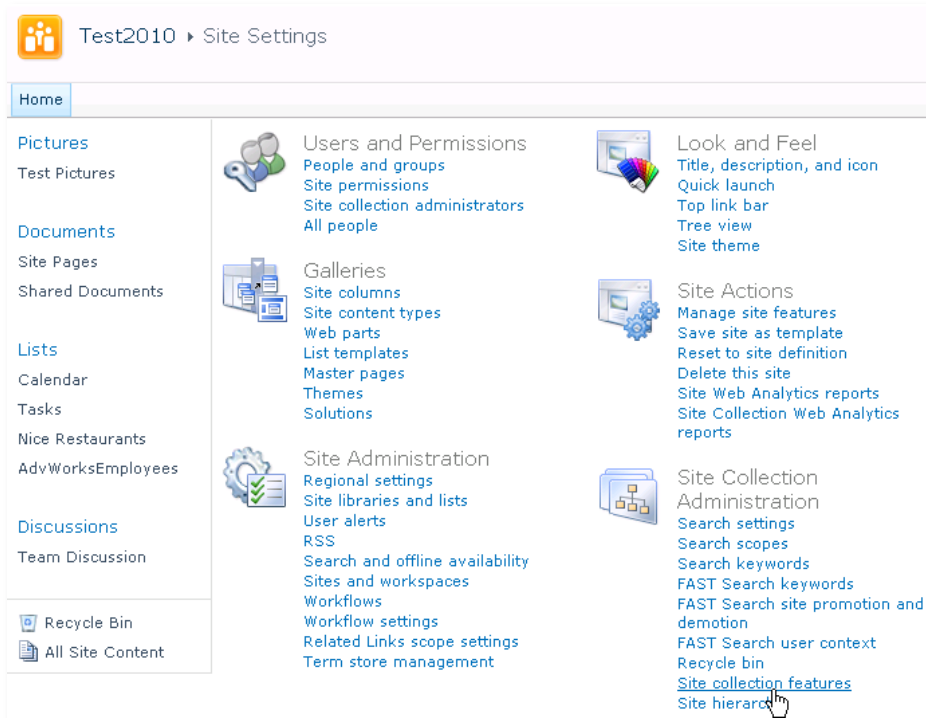 Test2010 ▸ Site Settings
Home
Pictures
Test Pictures
Documents
Site Pages
Shared Documents
Lists
Calendar
Tasks
Nice Restaurants
AdvWorksEmployees
Discussions
Team Discussion
Recycle Bin
All Site Content
Users and Permissions
People and groups
Site permissions
Site collection administrators
All people
Galleries
Site columns
Site content types
Web parts
List templates
Master pages
Themes
Solutions
Site Administration
Regional settings
Site libraries and lists
User alerts
RSS
Search and offline availability
Sites and workspaces
Workflows
Workflow settings
Related Links scope settings
Term store management
Look and Feel
Title, description, and icon
Quick launch
Top link bar
Tree view
Site theme
Site Actions
Manage site features
Save site as template
Reset to site definition
Delete this site
Site Web Analytics reports
Site Collection Web Analytics
reports
Site Collection
Administration
Search settings
Search scopes
Search keywords
FAST Search keywords
FAST Search site promotion and
demotion
FAST Search user context
Recycle bin
Site collection features
Site